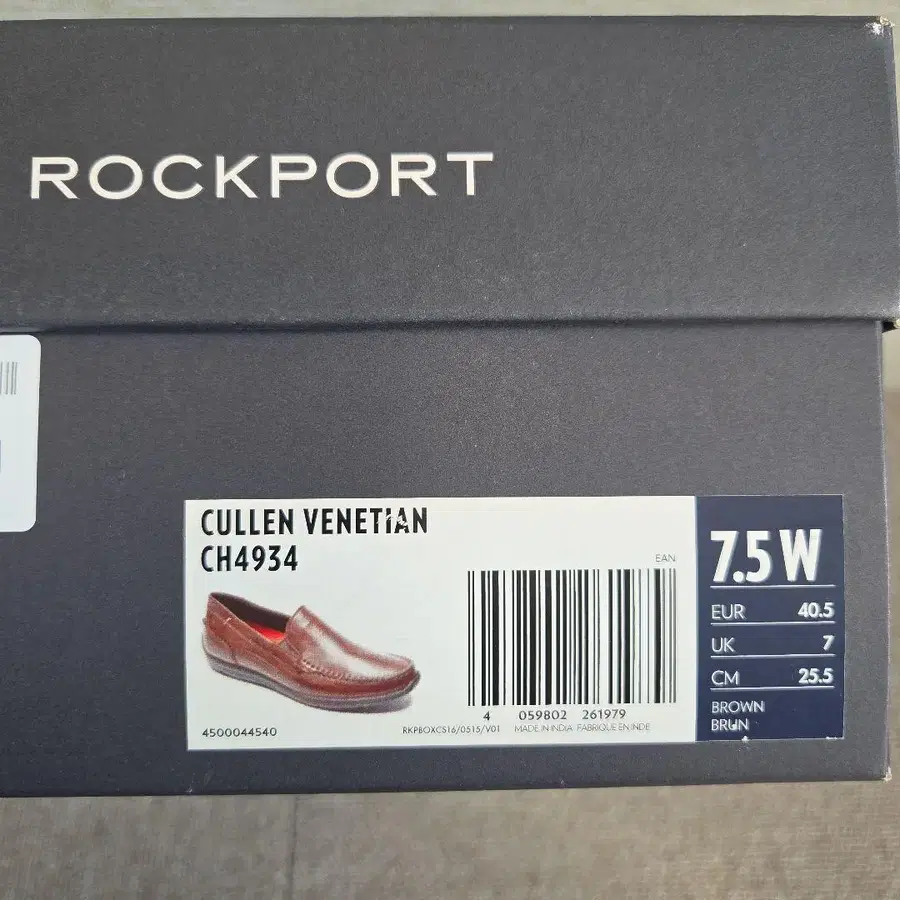 ROCKPORT
CULLEN VENETIAN
CH4934
EAN
4 059802 261979
4500044540
RKPBOXCS16/0515/V01 MADE IN INDIA FABRIQUE EN INDE
7.5 W
EUR 40.5
UK 7
CM 25.5
BROWN
BRUN